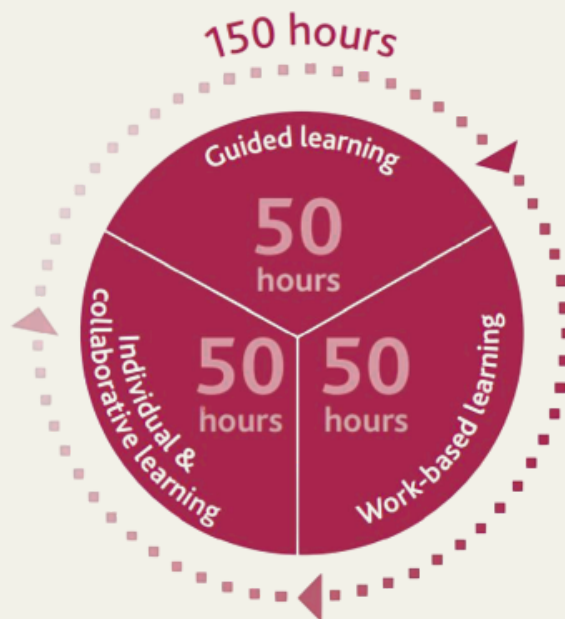 150 hours
Guided learning
50
hours
Individual &
collaborative learning
50
hours
50
hours
Work-based learning